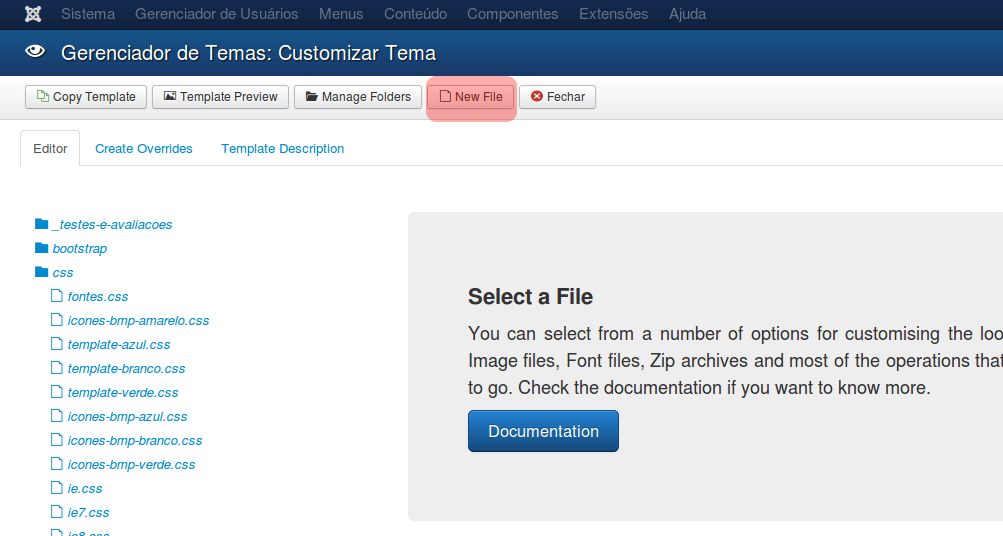 Sistema Gerenciador de Usuários Menus Conteúdo Componentes Extensões Ajuda
Gerenciador de Temas: Customizar Tema
Copy Template Template Preview Manage Folders New File Fechar
Editor Create Overrides Template Description
_testes-e-avaliacoes
bootstrap
css
fontes.css
icones-bmp-amarelo.css
template-azul.css
template-branco.css
template-verde.css
icones-bmp-azul.css
icones-bmp-branco.css
icones-bmp-verde.css
ie.css
ie7.css
ie8.css
Select a File
You can select from a number of options for customising the loo
Image files, Font files, Zip archives and most of the operations that
to go. Check the documentation if you want to know more.
Documentation